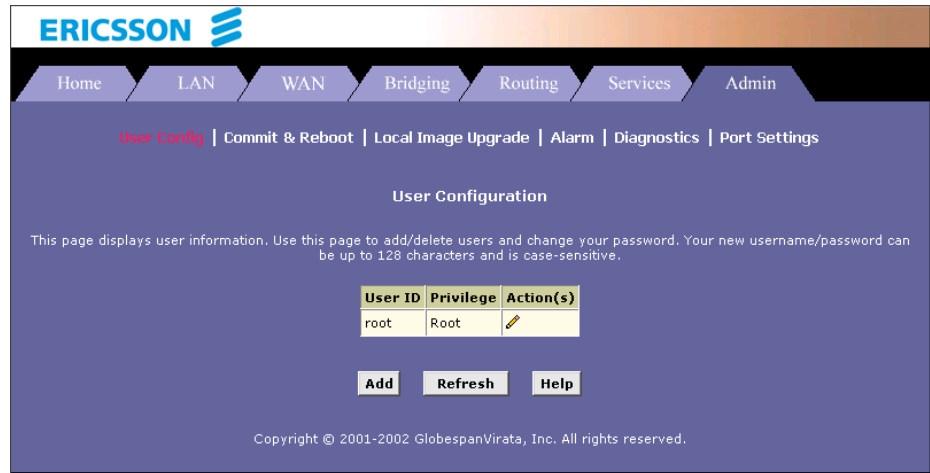 ERICSSON
Home LAN WAN Bridging Routing Services Admin
User Config | Commit & Reboot | Local Image Upgrade | Alarm | Diagnostics | Port Settings
User Configuration
This page displays user information. Use this page to add/delete users and change your password. Your new username/password can
be up to 128 characters and is case-sensitive.
User ID Privilege Action(s)
root Root
Add Refresh Help
Copyright © 2001-2002 GlobespanVirata, Inc. All rights reserved.